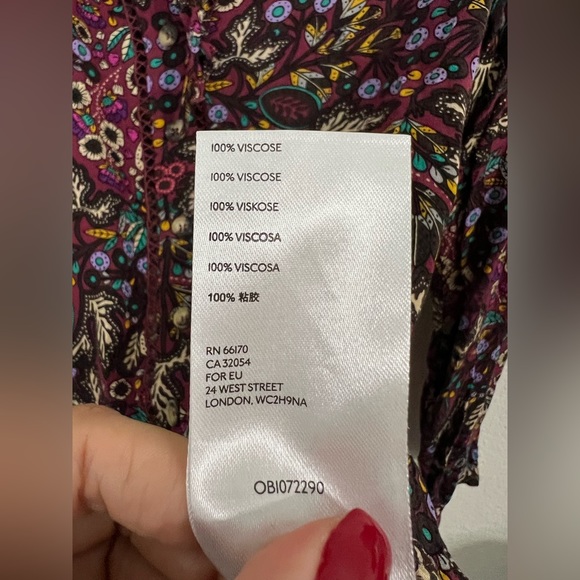 100% VISCOSE
100% VISCOSE
100% VISKOSE
100% VISCOSA
100% VISCOSA
100% 粘胶
RN 66170
CA 32054
FOR EU
24 WEST STREET
LONDON, WC2H9NA
OB1072290